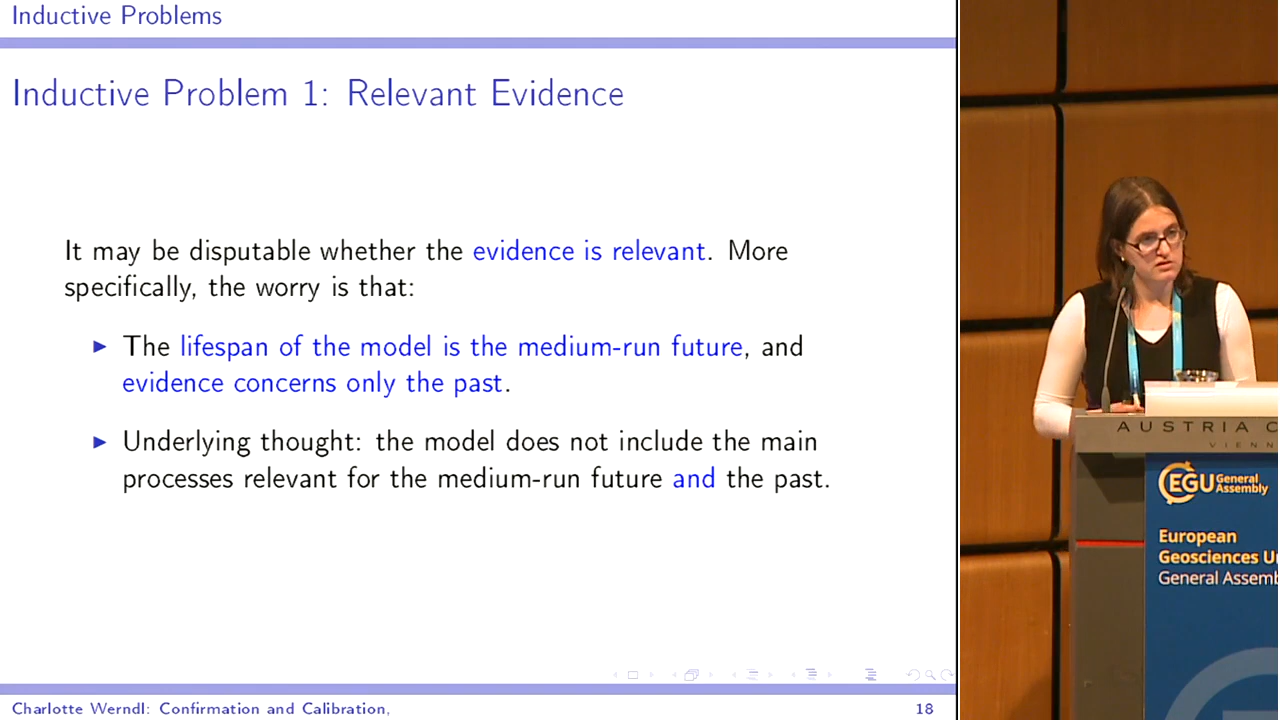 Inductive Problems
Inductive Problem 1: Relevant Evidence
It may be disputable whether the evidence is relevant. More
specifically, the worry is that:
The lifespan of the model is the medium-run future, and
evidence concerns only the past.
Underlying thought: the model does not include the main
processes relevant for the medium-run future and the past.
Charlotte Werndl: Confirmation and Calibration,
18
AUSTRIA C
VIENN
EGU General
Assembly
European
Geosciences U
General Assemb